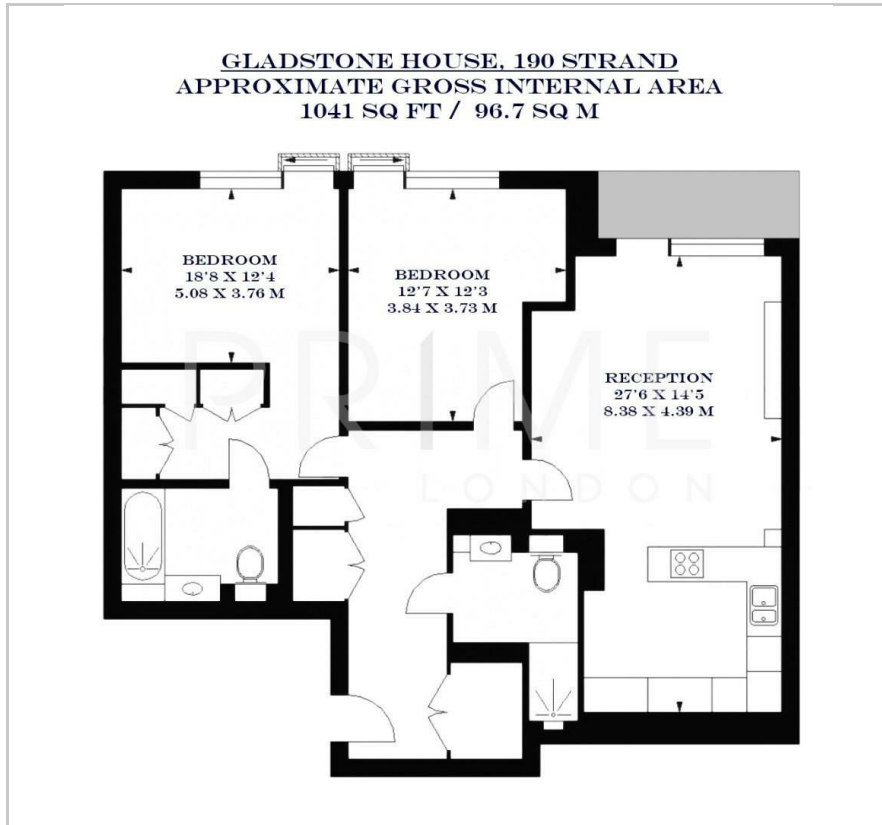 GLADSTONE HOUSE, 190 STRAND
APPROXIMATE GROSS INTERNAL AREA
1041 SQ FT / 96.7 SQ M
BEDROOM
18'8 X 12'4
5.08 X 3.76 M
BEDROOM
12'7 X 12'3
3.84 X 3.73 M
RECEPTION
27'6 X 14'5
8.38 X 4.39 M
PRIME
LONDON